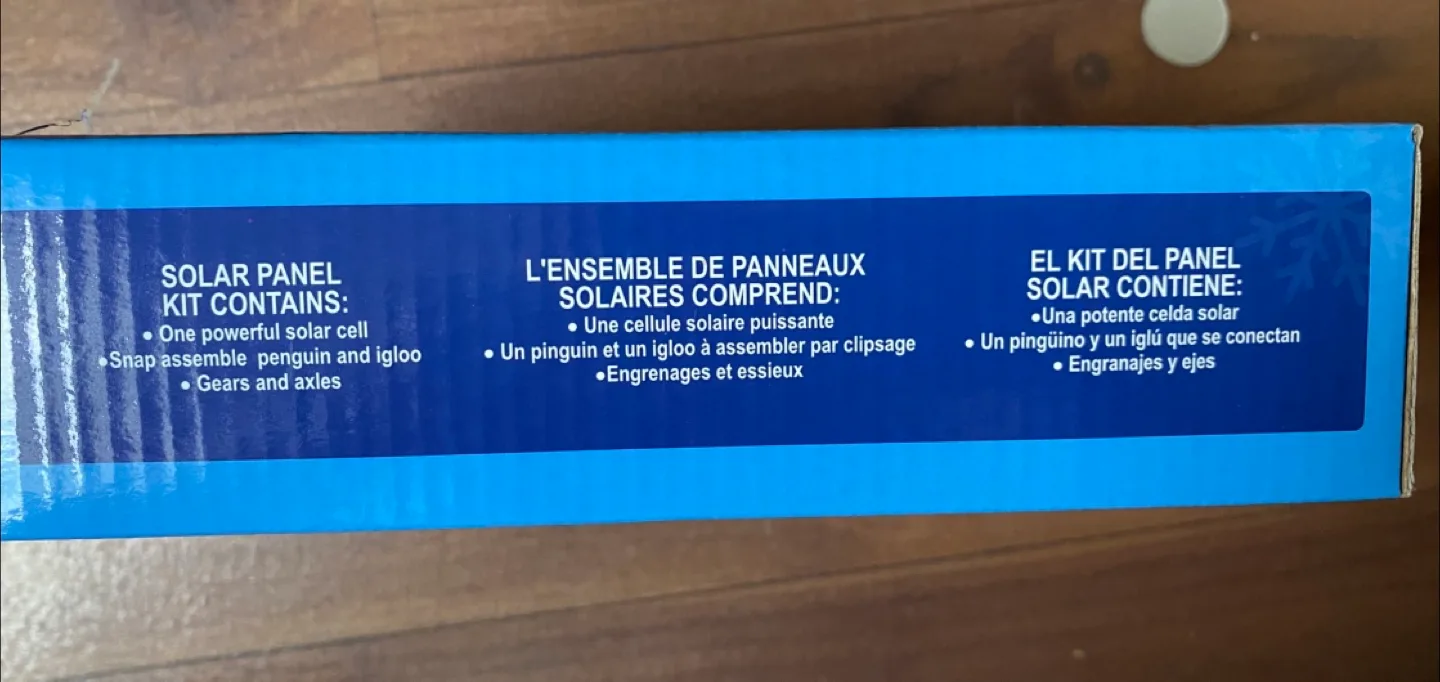 SOLAR PANEL
KIT CONTAINS:
• One powerful solar cell
•Snap assemble penguin and igloo
• Gears and axles
L'ENSEMBLE DE PANNEAUX
SOLAIRES COMPREND:
• Une cellule solaire puissante
• Un pinguin et un igloo à assembler par clipsage
•Engrenages et essieux
EL KIT DEL PANEL
SOLAR CONTIENE:
•Una potente celda solar
• Un pingüino y un iglú que se conectan
• Engranajes y ejes